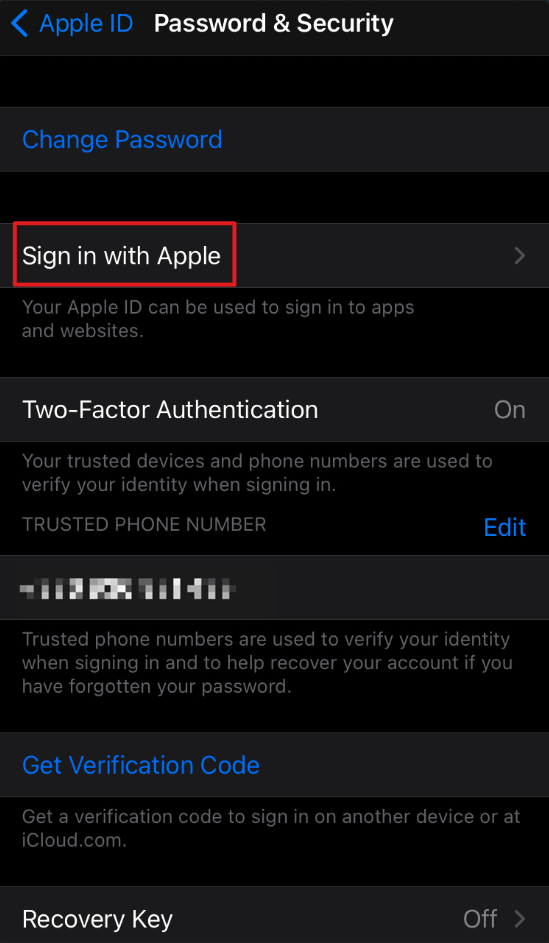 Apple ID Password & Security
Change Password
Sign in with Apple
Your Apple ID can be used to sign in to apps
and websites.
Two-Factor Authentication On
Your trusted devices and phone numbers are used to
verify your identity when signing in.
TRUSTED PHONE NUMBER Edit
Trusted phone numbers are used to verify your identity
when signing in and to help recover your account if you
have forgotten your password.
Get Verification Code
Get a verification code to sign in on another device or at
iCloud.com.
Recovery Key Off